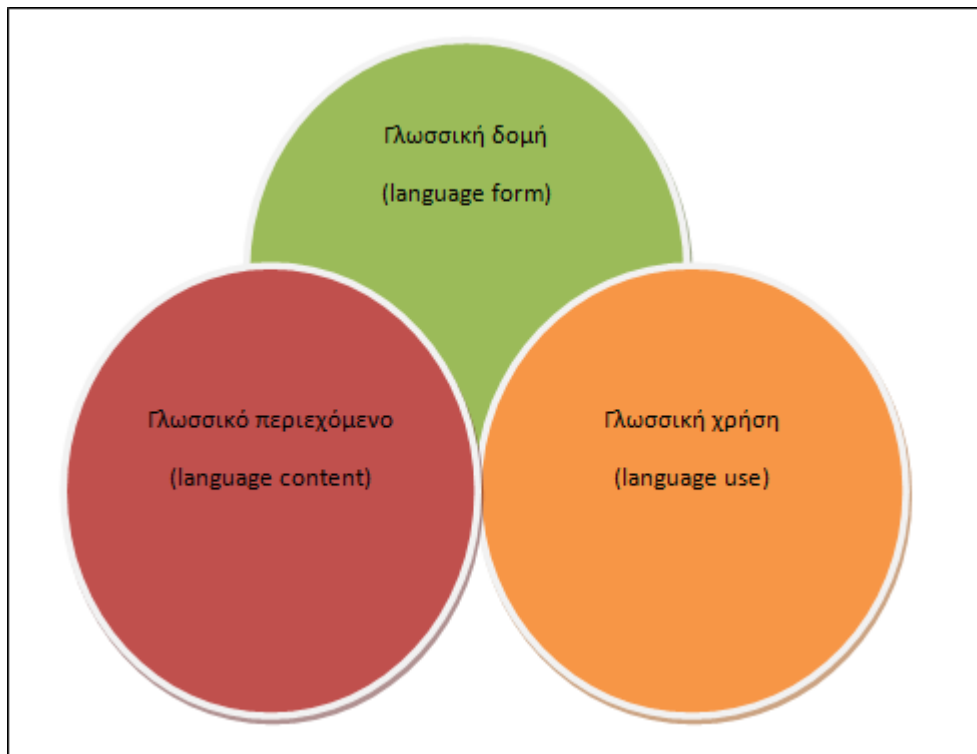 Γλωσσική δομή
(language form)
Γλωσσικό περιεχόμενο
(language content)
Γλωσσική χρήση
(language use)